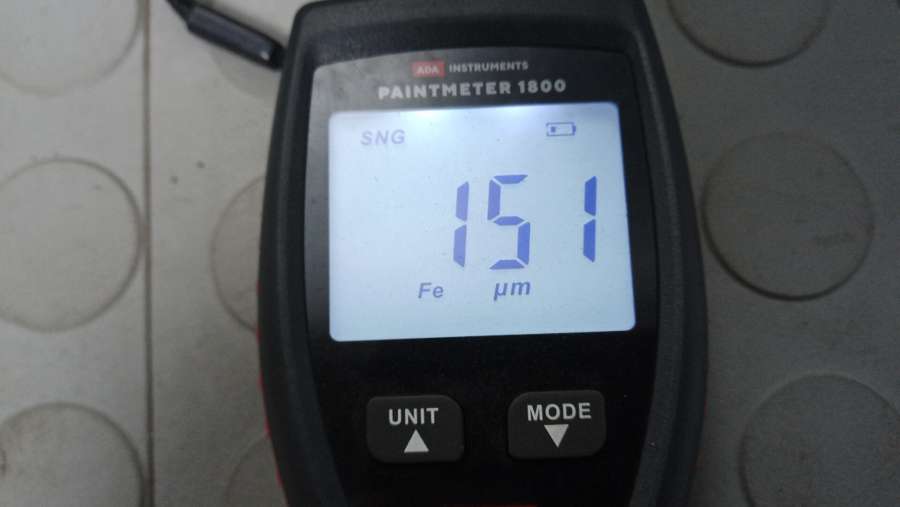 ADA INSTRUMENTS
PAINTMETER 1800
SNG
151
Fe µm
UNIT MODE